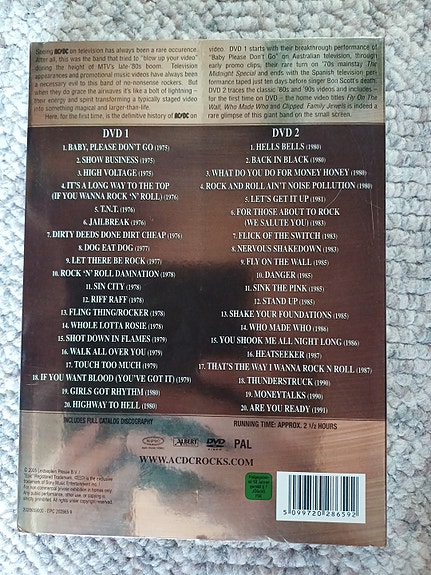 Seeing AC/DC on television has always been a rare occurence.
After all, this was the band that tried to "blow up your video"
during the height of MTV's late '80s boom. Television
appearances and promotional music videos have always been
a necessary evil to this band of no-nonsense rockers. But
when they do grace the airwaves it's like a bolt of lightning –
their energy and spirit transforming a typically staged video
into something magical and larger-than-life.
Here, for the first time, is the definitive history of AC/DC on
video. DVD 1 starts with their breakthrough performance of
"Baby Please Don't Go" on Australian television, through
early promo clips, their rare turn on '70s mainstay The
Midnight Special and ends with the Spanish television per-
formance taped just ten days before singer Bon Scott's death.
DVD 2 traces the classic '80s and '90s videos and includes –
for the first time on DVD – the home video titles Fly On The
Wall, Who Made Who and Clipped. Family Jewels is indeed a
rare glimpse of this giant band on the small screen.
DVD 1
1. BABY, PLEASE DON'T GO (1975)
2. SHOW BUSINESS (1975)
3. HIGH VOLTAGE (1975)
4. IT'S A LONG WAY TO THE TOP
(IF YOU WANNA ROCK 'N' ROLL) (1976)
5. T.N.T. (1976)
6. JAILBREAK (1976)
7. DIRTY DEEDS DONE DIRT CHEAP (1976)
8. DOG EAT DOG (1977)
9. LET THERE BE ROCK (1977)
10. ROCK 'N' ROLL DAMNATION (1978)
11. SIN CITY (1978)
12. RIFF RAFF (1978)
13. FLING THING/ROCKER (1978)
14. WHOLE LOTTA ROSIE (1978)
15. SHOT DOWN IN FLAMES (1979)
16. WALK ALL OVER YOU (1979)
17. TOUCH TOO MUCH (1979)
18. IF YOU WANT BLOOD (YOU'VE GOT IT) (1979)
19. GIRLS GOT RHYTHM (1980)
20. HIGHWAY TO HELL (1980)
DVD 2
1. HELLS BELLS (1980)
2. BACK IN BLACK (1980)
3. WHAT DO YOU DO FOR MONEY HONEY (1980)
4. ROCK AND ROLL AIN'T NOISE POLLUTION (1980)
5. LET'S GET IT UP (1981)
6. FOR THOSE ABOUT TO ROCK
(WE SALUTE YOU) (1983)
7. FLICK OF THE SWITCH (1983)
8. NERVOUS SHAKEDOWN (1983)
9. FLY ON THE WALL (1985)
10. DANGER (1985)
11. SINK THE PINK (1985)
12. STAND UP (1985)
13. SHAKE YOUR FOUNDATIONS (1985)
14. WHO MADE WHO (1986)
15. YOU SHOOK ME ALL NIGHT LONG (1986)
16. HEATSEEKER (1987)
17. THAT'S THE WAY I WANNA ROCK N ROLL (1987)
18. THUNDERSTRUCK (1990)
19. MONEYTALKS (1990)
20. ARE YOU READY (1991)
INCLUDES FULL CATALOG DISCOGRAPHY
RUNNING TIME: APPROX. 2 1/2 HOURS
epic
ALBERT
DVD
VIDEO
PAL
WWW.ACDCROCKS.COM
5 099720 286592